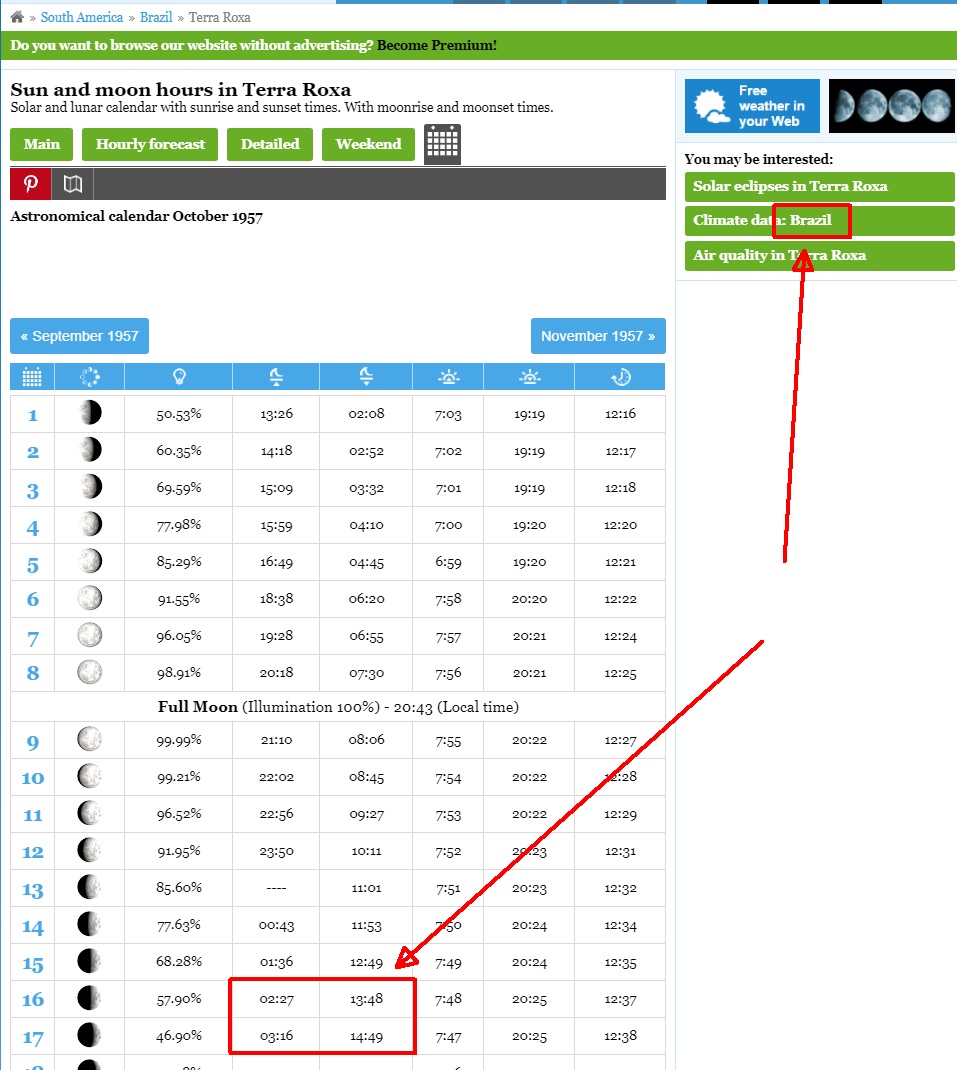 » South America » Brazil » Terra Roxa
Do you want to browse our website without advertising? Become Premium!
Sun and moon hours in Terra Roxa
Solar and lunar calendar with sunrise and sunset times. With moonrise and moonset times.
Main Hourly forecast Detailed Weekend
Astronomical calendar October 1957
Free
weather in
your Web
You may be interested:
Solar eclipses in Terra Roxa
Climate data: Brazil
Air quality in Terra Roxa
« September 1957 November 1957 »
1 50.53% 13:26 02:08 7:03 19:19 12:16
2 60.35% 14:18 02:52 7:02 19:19 12:17
3 69.59% 15:09 03:32 7:01 19:19 12:18
4 77.98% 15:59 04:10 7:00 19:20 12:20
5 85.29% 16:49 04:45 6:59 19:20 12:21
6 91.55% 18:38 06:20 7:58 20:20 12:22
7 96.05% 19:28 06:55 7:57 20:21 12:24
8 98.91% 20:18 07:30 7:56 20:21 12:25
Full Moon (Illumination 100%) - 20:43 (Local time)
9 99.99% 21:10 08:06 7:55 20:22 12:27
10 99.21% 22:02 08:45 7:54 20:22 12:28
11 96.52% 22:56 09:27 7:53 20:22 12:29
12 91.95% 23:50 10:11 7:52 20:23 12:31
13 85.60% ---- 11:01 7:51 20:23 12:32
14 77.63% 00:43 11:53 7:50 20:24 12:34
15 68.28% 01:36 12:49 7:49 20:24 12:35
16 57.90% 02:27 13:48 7:48 20:25 12:37
17 46.90% 03:16 14:49 7:47 20:25 12:38